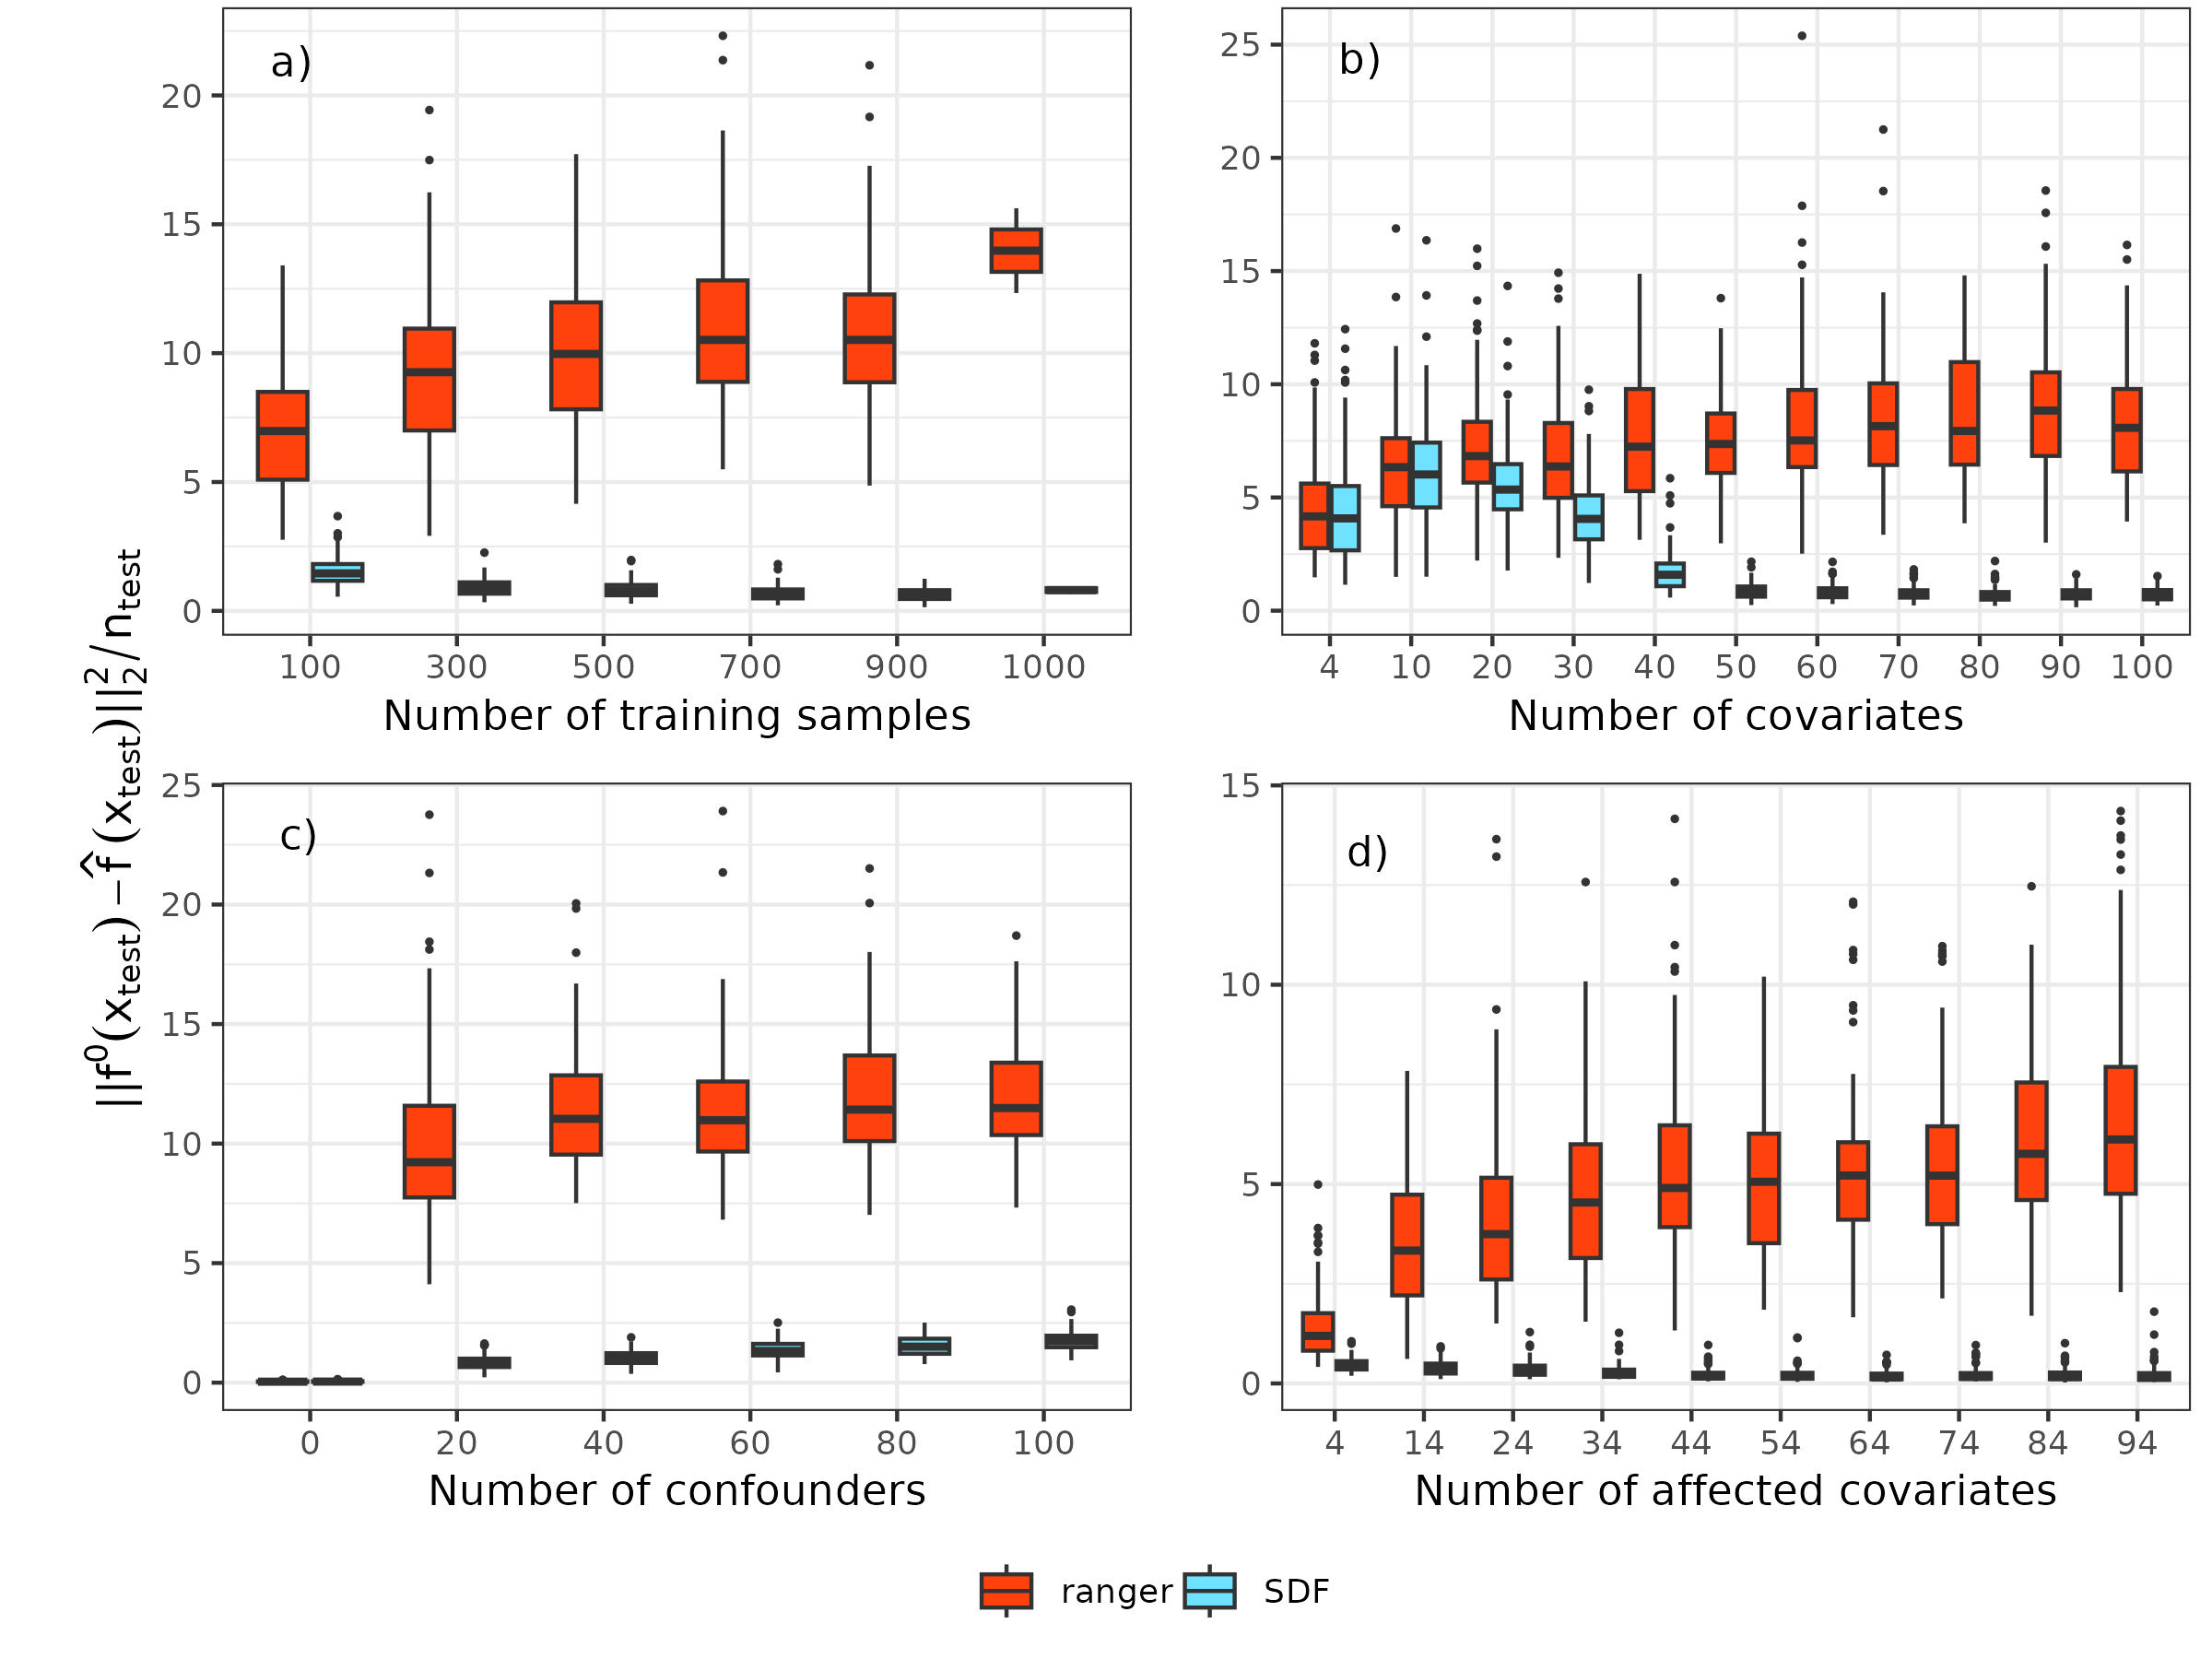 ||f⁰(x_test)−f̂(x_test)||₂²/n_test
a)
20
15
10
5
0
100 300 500 700 900 1000
Number of training samples
b)
25
20
15
10
5
0
4 10 20 30 40 50 60 70 80 90 100
Number of covariates
c)
25
20
15
10
5
0
0 20 40 60 80 100
Number of confounders
d)
15
10
5
0
4 14 24 34 44 54 64 74 84 94
Number of affected covariates
ranger SDF